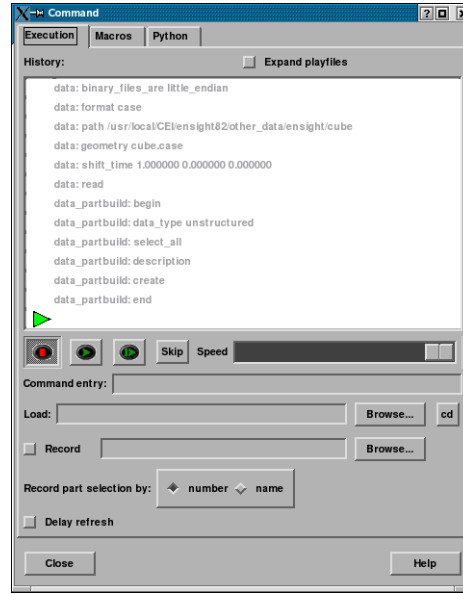 Command
Execution Macros Python
History: Expand playfiles
data: binary_files_are little_endian
data: format case
data: path /usr/local/CEI/ensight82/other_data/ensight/cube
data: geometry cube.case
data: shift_time 1.000000 0.000000 0.000000
data: read
data_partbuild: begin
data_partbuild: data_type unstructured
data_partbuild: select_all
data_partbuild: description
data_partbuild: create
data_partbuild: end
Skip Speed
Command entry:
Load: Browse... cd
Record Browse...
Record part selection by: number name
Delay refresh
Close Help